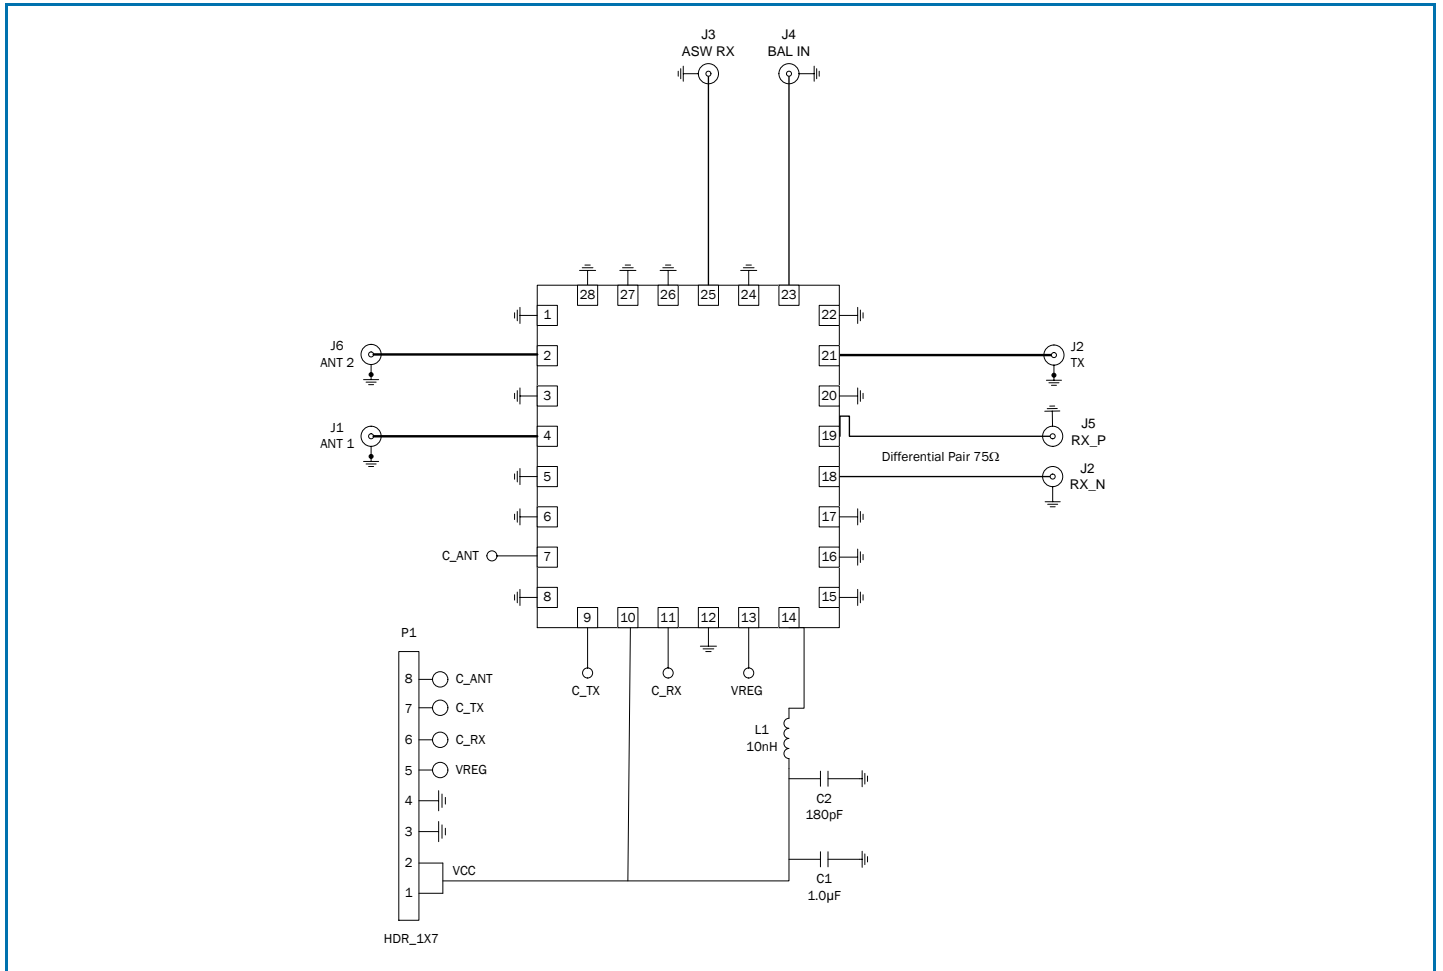 J3
ASW RX
J4
BAL IN
28
27
26
25
24
23
1
2
3
4
5
6
7
8
22
21
20
19
18
17
16
15
9
10
11
12
13
14
J6
ANT 2
J1
ANT 1
C_ANT
J2
TX
J5
RX_P
Differential Pair 75Ω
J2
RX_N
C_TX
C_RX
VREG
P1
8
C_ANT
7
C_TX
6
C_RX
5
VREG
4
3
2
1
VCC
HDR_1X7
L1
10nH
C2
180pF
C1
1.0µF